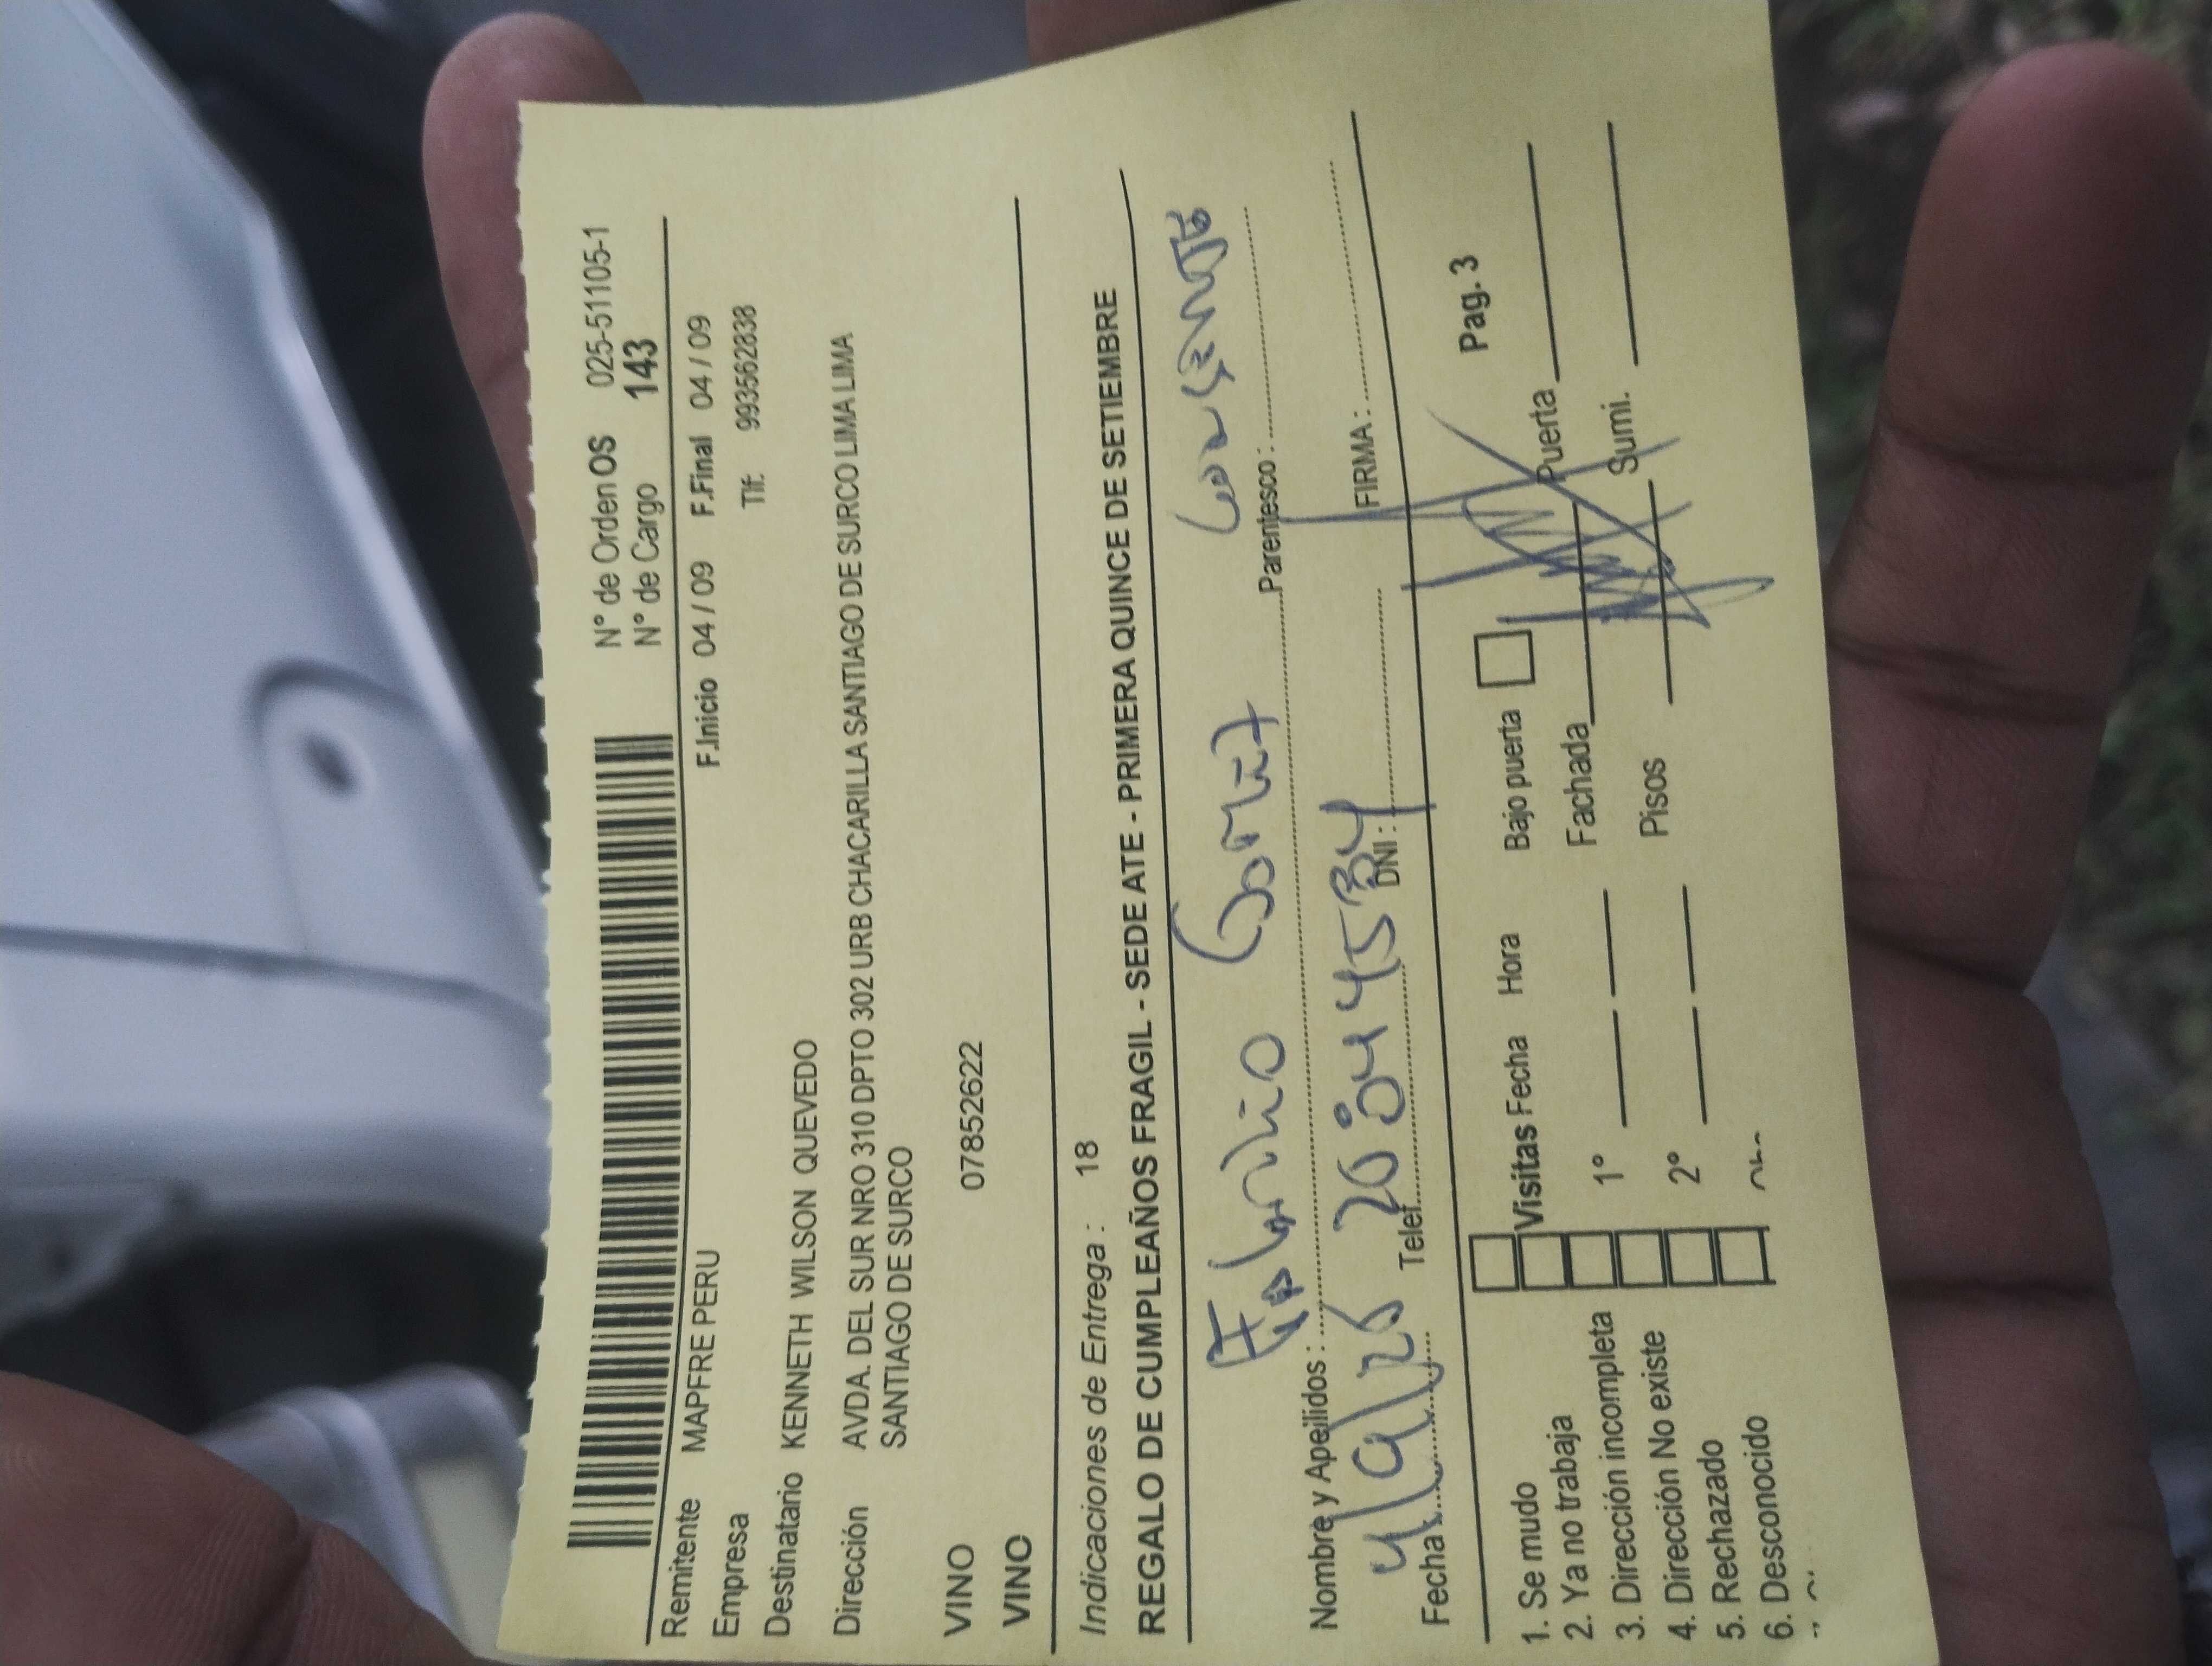 N° de Orden OS 025-51105-1
N° de Cargo 143
Remitente MAPFRE PERU F.Inicio 04 / 09 F.Final 04 / 09
Empresa Tlf: 993562838
Destinatario KENNETH WILSON QUEVEDO
Dirección AVDA. DEL SUR NRO 310 DPTO 302 URB CHACARILLA SANTIAGO DE SURCO LIMA LIMA
SANTIAGO DE SURCO
VINO 07852622
VINO
Indicaciones de Entrega : 18
REGALO DE CUMPLEAÑOS FRAGIL - SEDE ATE - PRIMERA QUINCE DE SETIEMBRE
Nombre y Apellidos : Parentesco :
4/9/25
Fecha Telef. DNI : FIRMA :
Pag. 3
1. Se mudo Visitas Fecha Hora Bajo puerta Puerta
2. Ya no trabaja 1° Fachada
3. Dirección incompleta Sumi.
4. Dirección No existe 2° Pisos
5. Rechazado
6. Desconocido